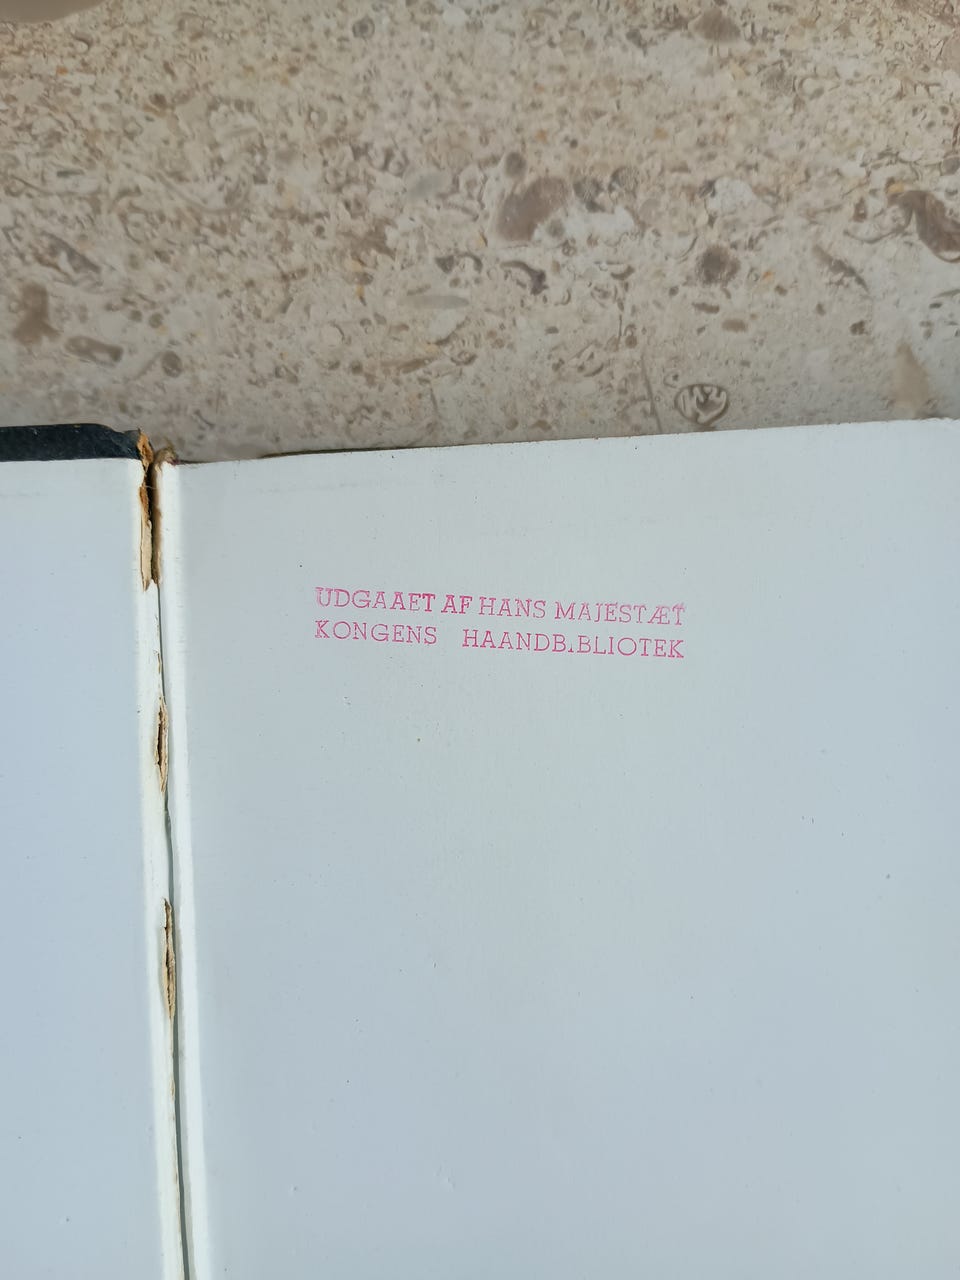 UDGAAET AF HANS MAJESTÆT
KONGENS HAANDB.BLIOTEK